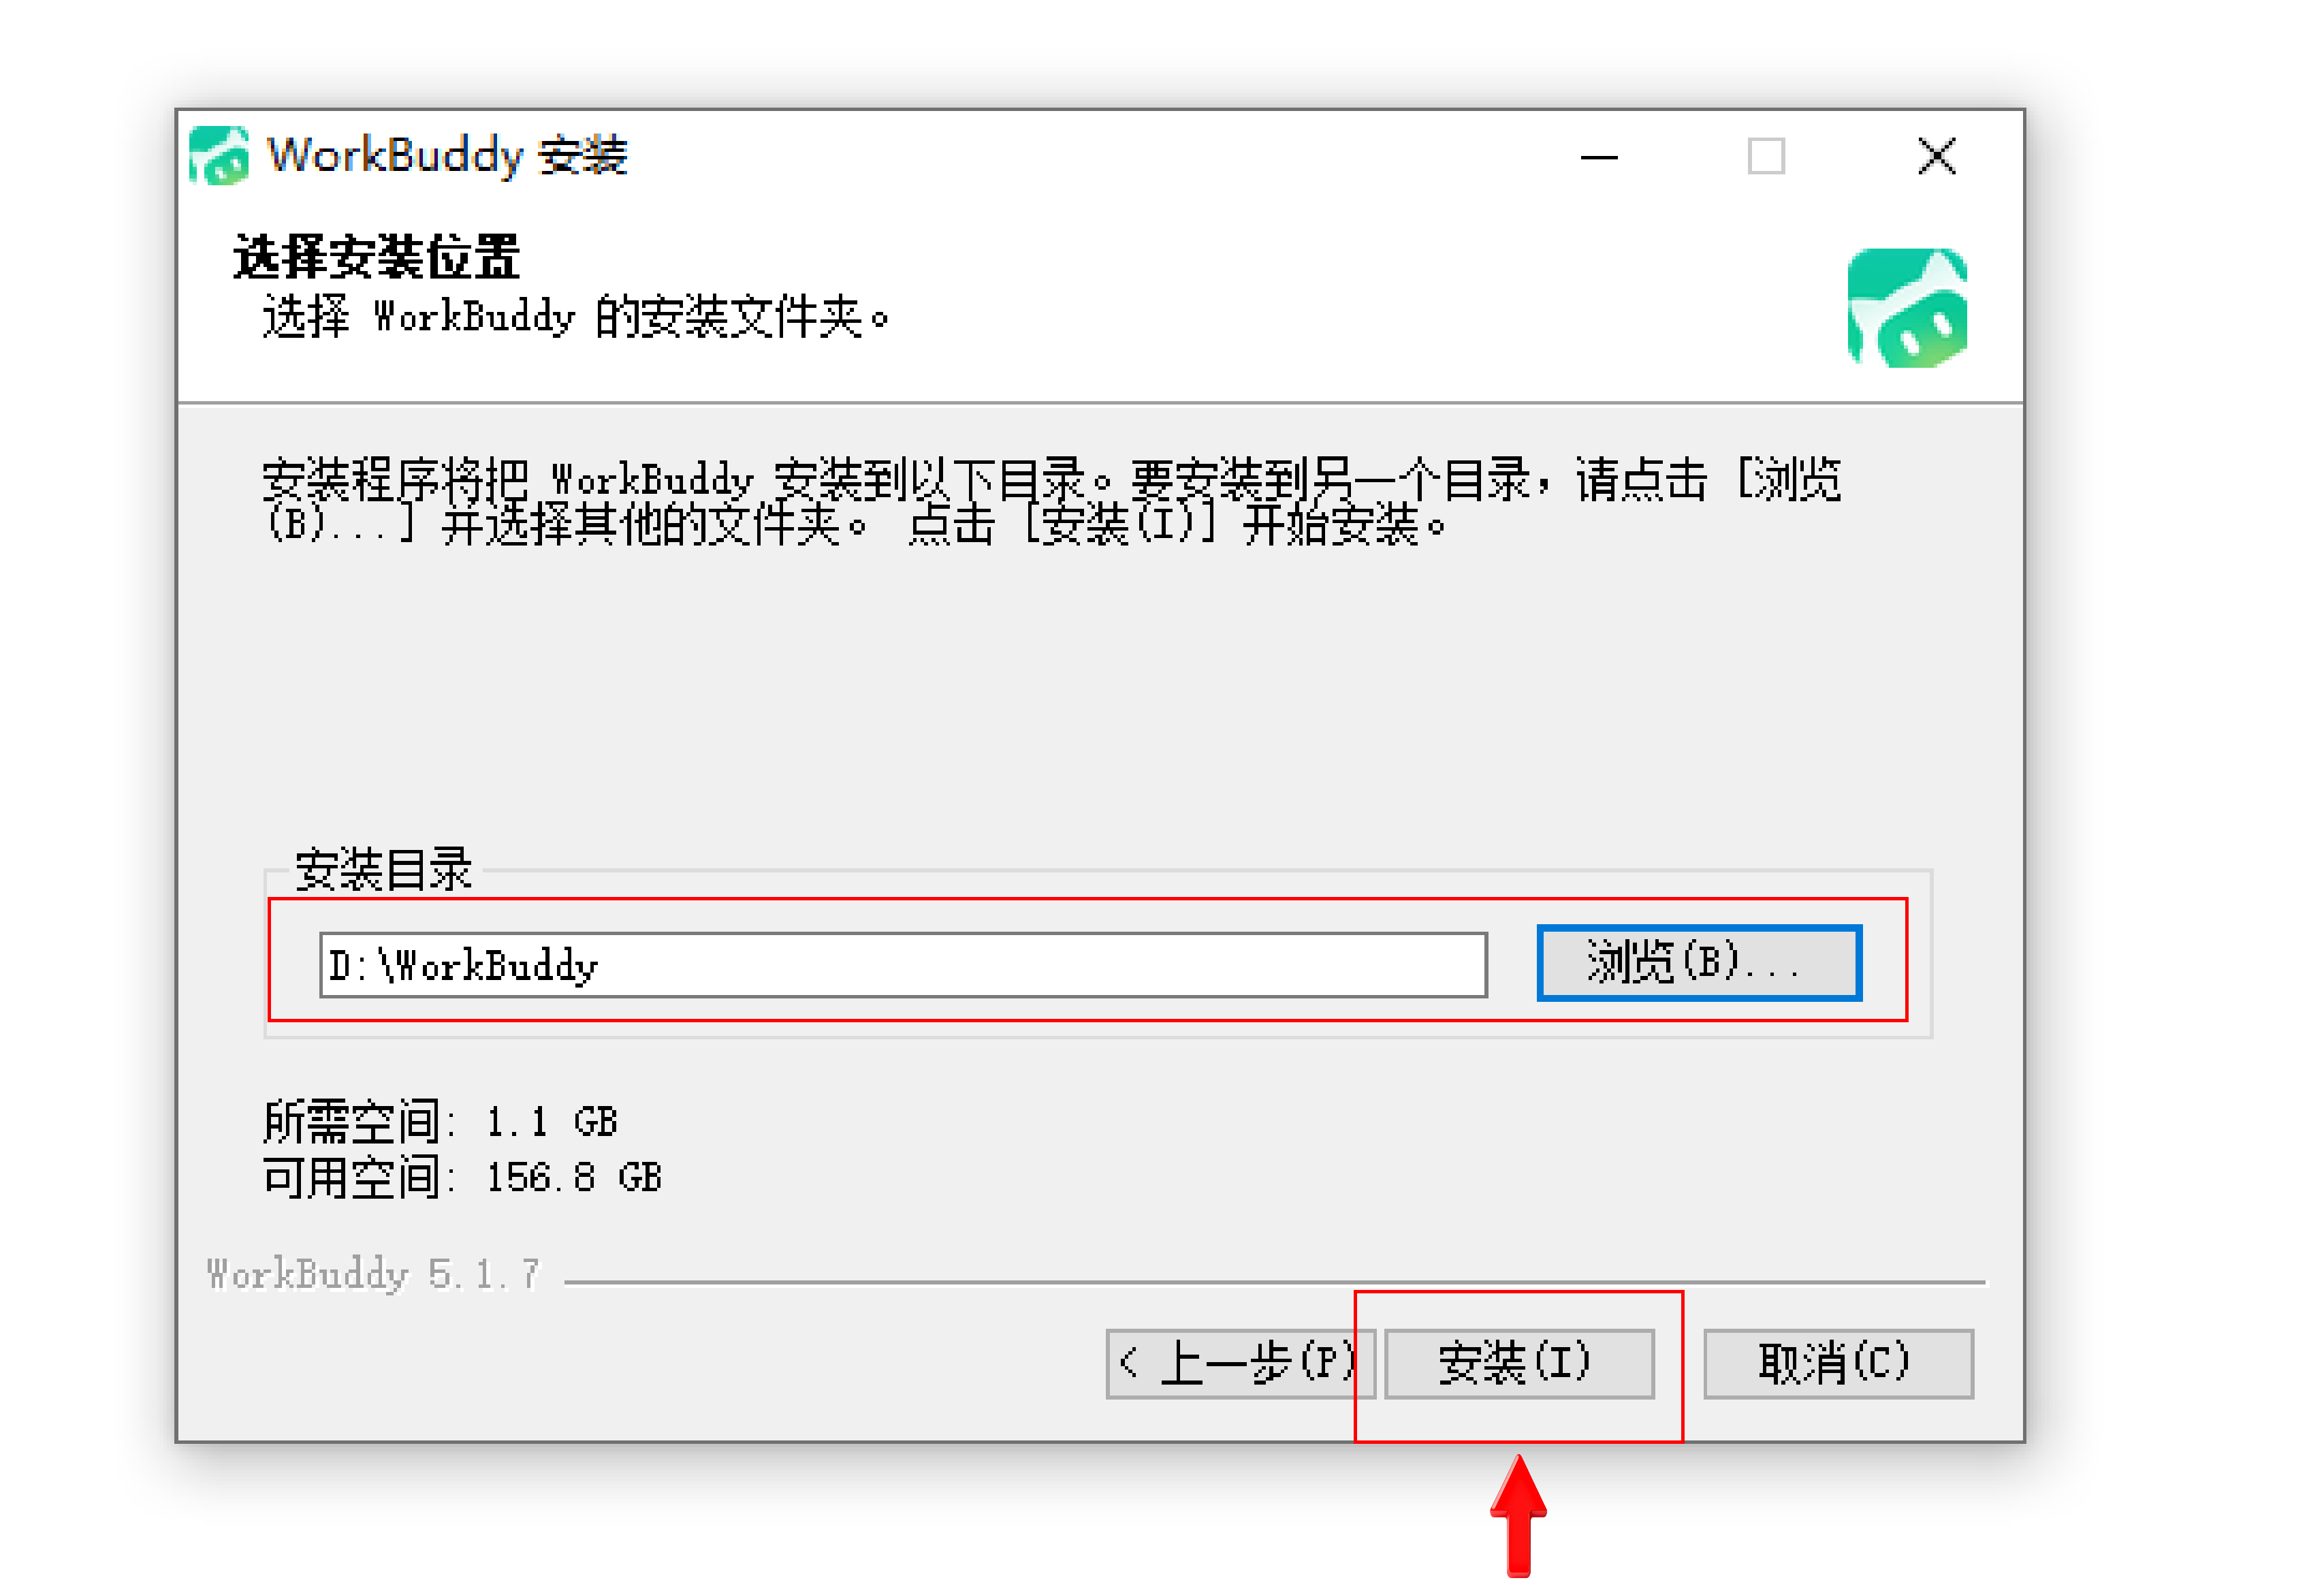 WorkBuddy 安装
选择安装位置
选择 WorkBuddy 的安装文件夹。
安装程序将把 WorkBuddy 安装到以下目录。要安装到另一个目录，请点击 [浏览
(B)...] 并选择其他的文件夹。 点击 [安装(I)] 开始安装。
安装目录
D:\WorkBuddy
浏览(B)...
所需空间: 1.1 GB
可用空间: 156.8 GB
WorkBuddy 5.1.7
< 上一步(P)
安装(I)
取消(C)